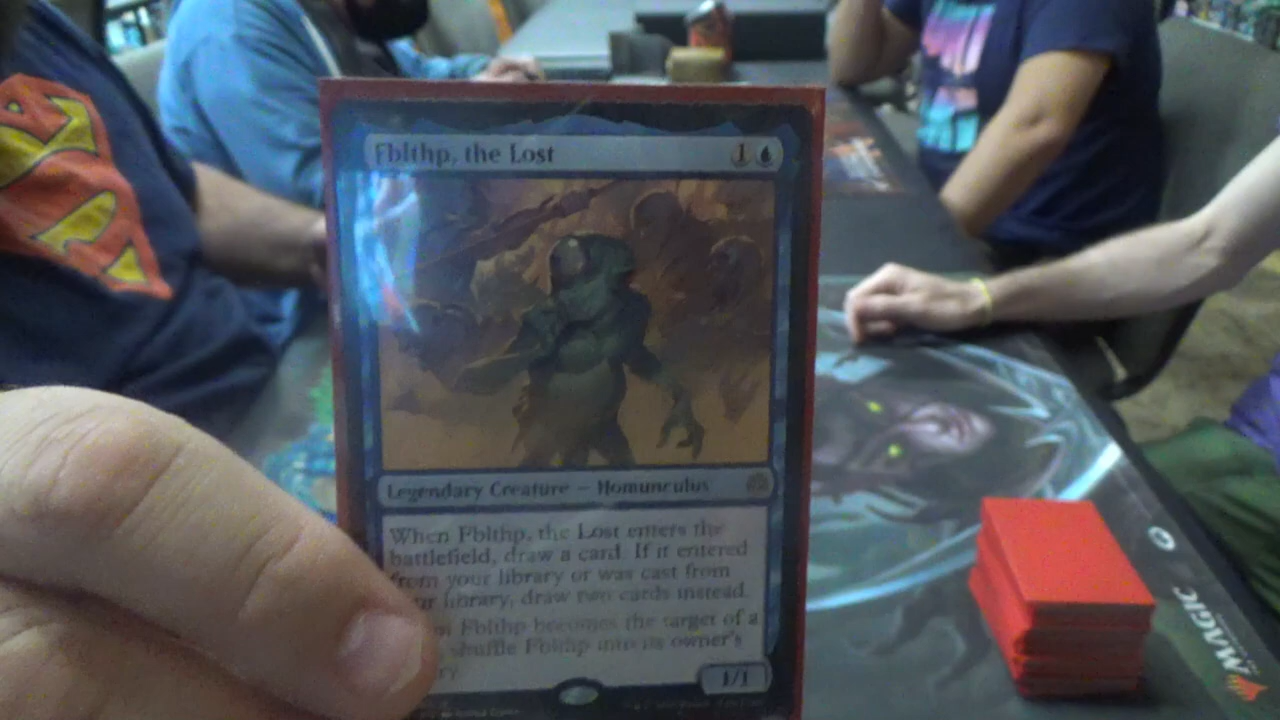 Fblthp, the Lost
1
Legendary Creature – Homunculus
When Fblthp, the Lost enters the
battlefield, draw a card. If it entered
from your library or was cast from
library, draw two cards instead.
Fblthp becomes the target of a
shuffle Fblthp into its owner's
1/1
MAGIC